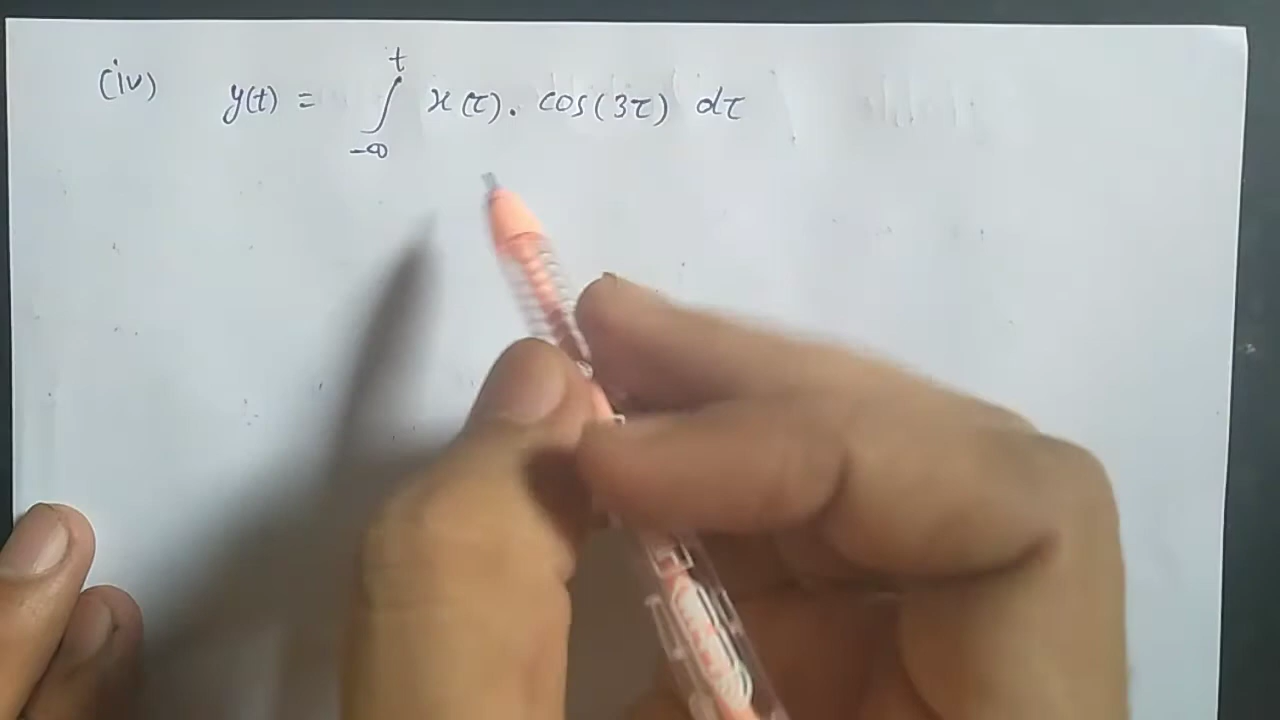 (iv) y(t) = ∫_{-∞}^{t} x(τ). cos(3τ) dτ